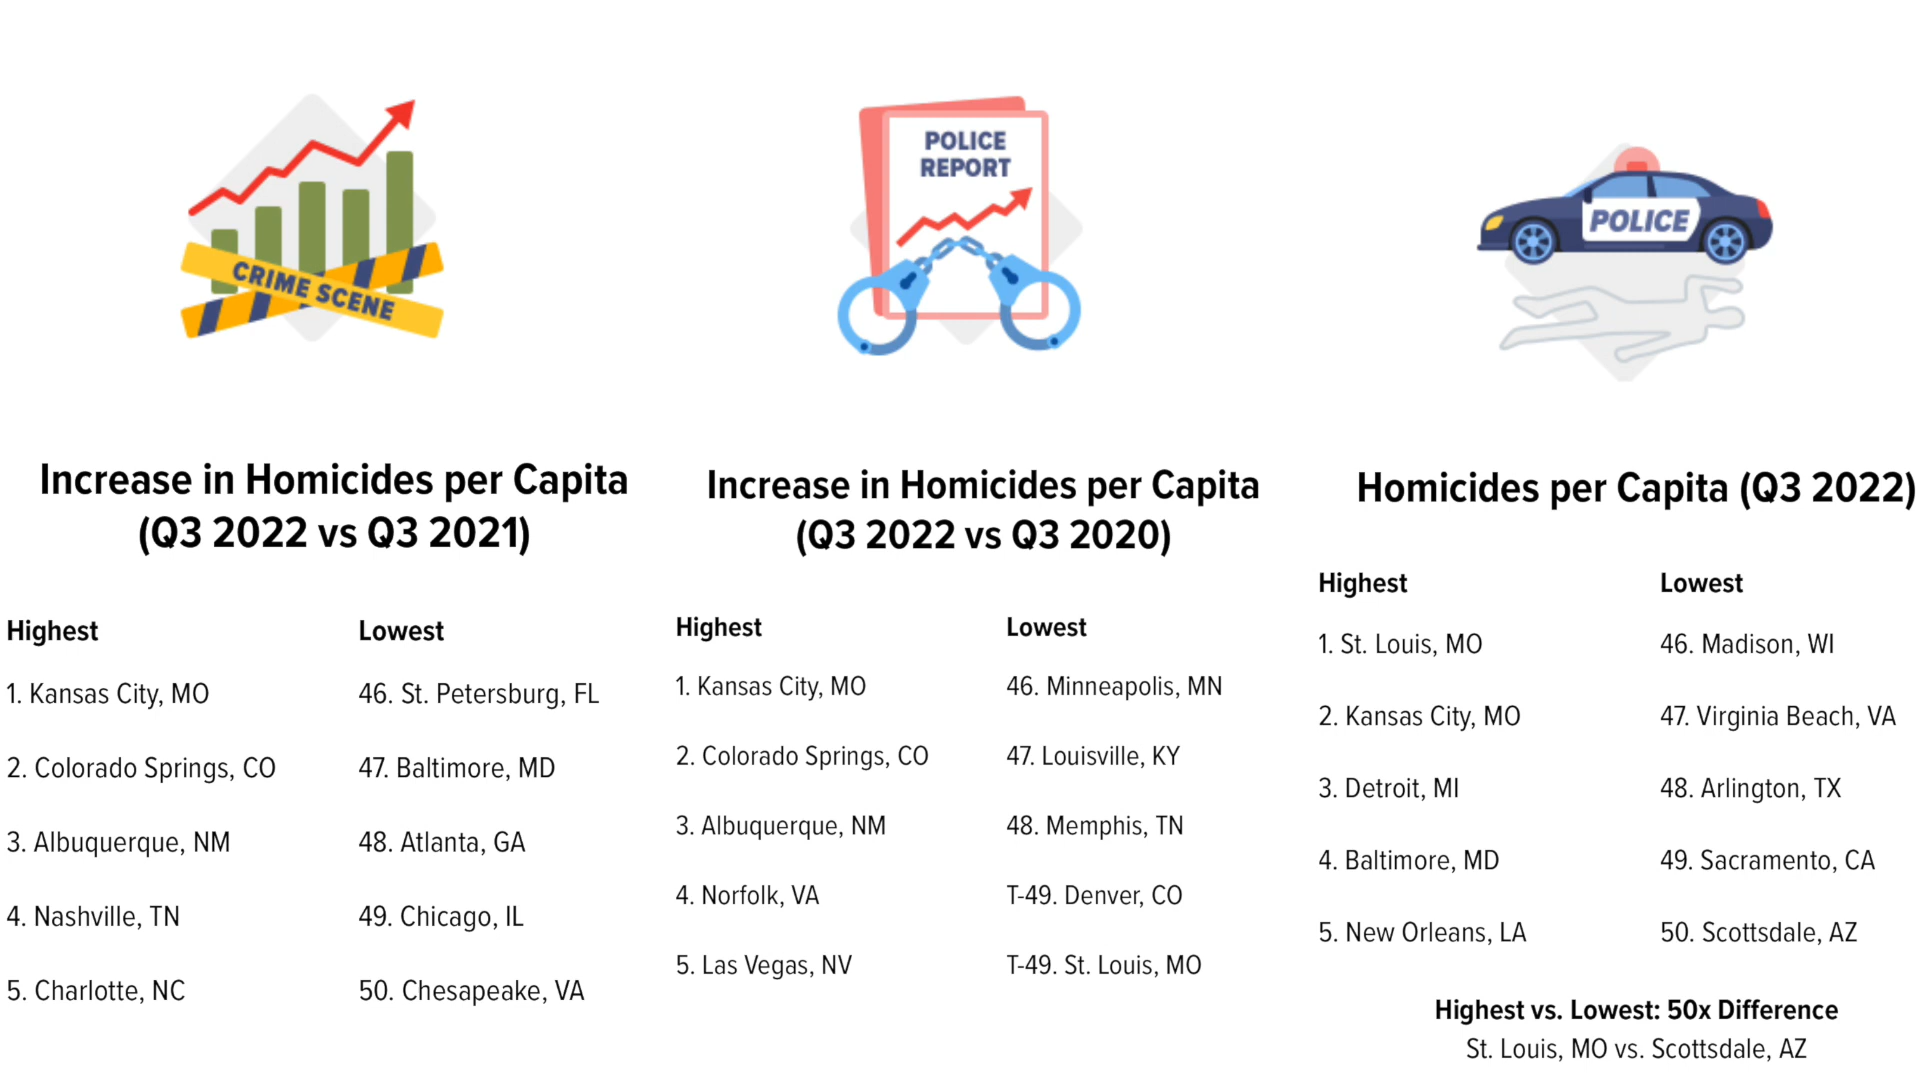 CRIME SCENE
Increase in Homicides per Capita
(Q3 2022 vs Q3 2021)
Highest
1. Kansas City, MO
2. Colorado Springs, CO
3. Albuquerque, NM
4. Nashville, TN
5. Charlotte, NC
Lowest
46. St. Petersburg, FL
47. Baltimore, MD
48. Atlanta, GA
49. Chicago, IL
50. Chesapeake, VA
POLICE
REPORT
Increase in Homicides per Capita
(Q3 2022 vs Q3 2020)
Highest
1. Kansas City, MO
2. Colorado Springs, CO
3. Albuquerque, NM
4. Norfolk, VA
5. Las Vegas, NV
Lowest
46. Minneapolis, MN
47. Louisville, KY
48. Memphis, TN
T-49. Denver, CO
T-49. St. Louis, MO
POLICE
Homicides per Capita (Q3 2022)
Highest
1. St. Louis, MO
2. Kansas City, MO
3. Detroit, MI
4. Baltimore, MD
5. New Orleans, LA
Lowest
46. Madison, WI
47. Virginia Beach, VA
48. Arlington, TX
49. Sacramento, CA
50. Scottsdale, AZ
Highest vs. Lowest: 50x Difference
St. Louis, MO vs. Scottsdale, AZ